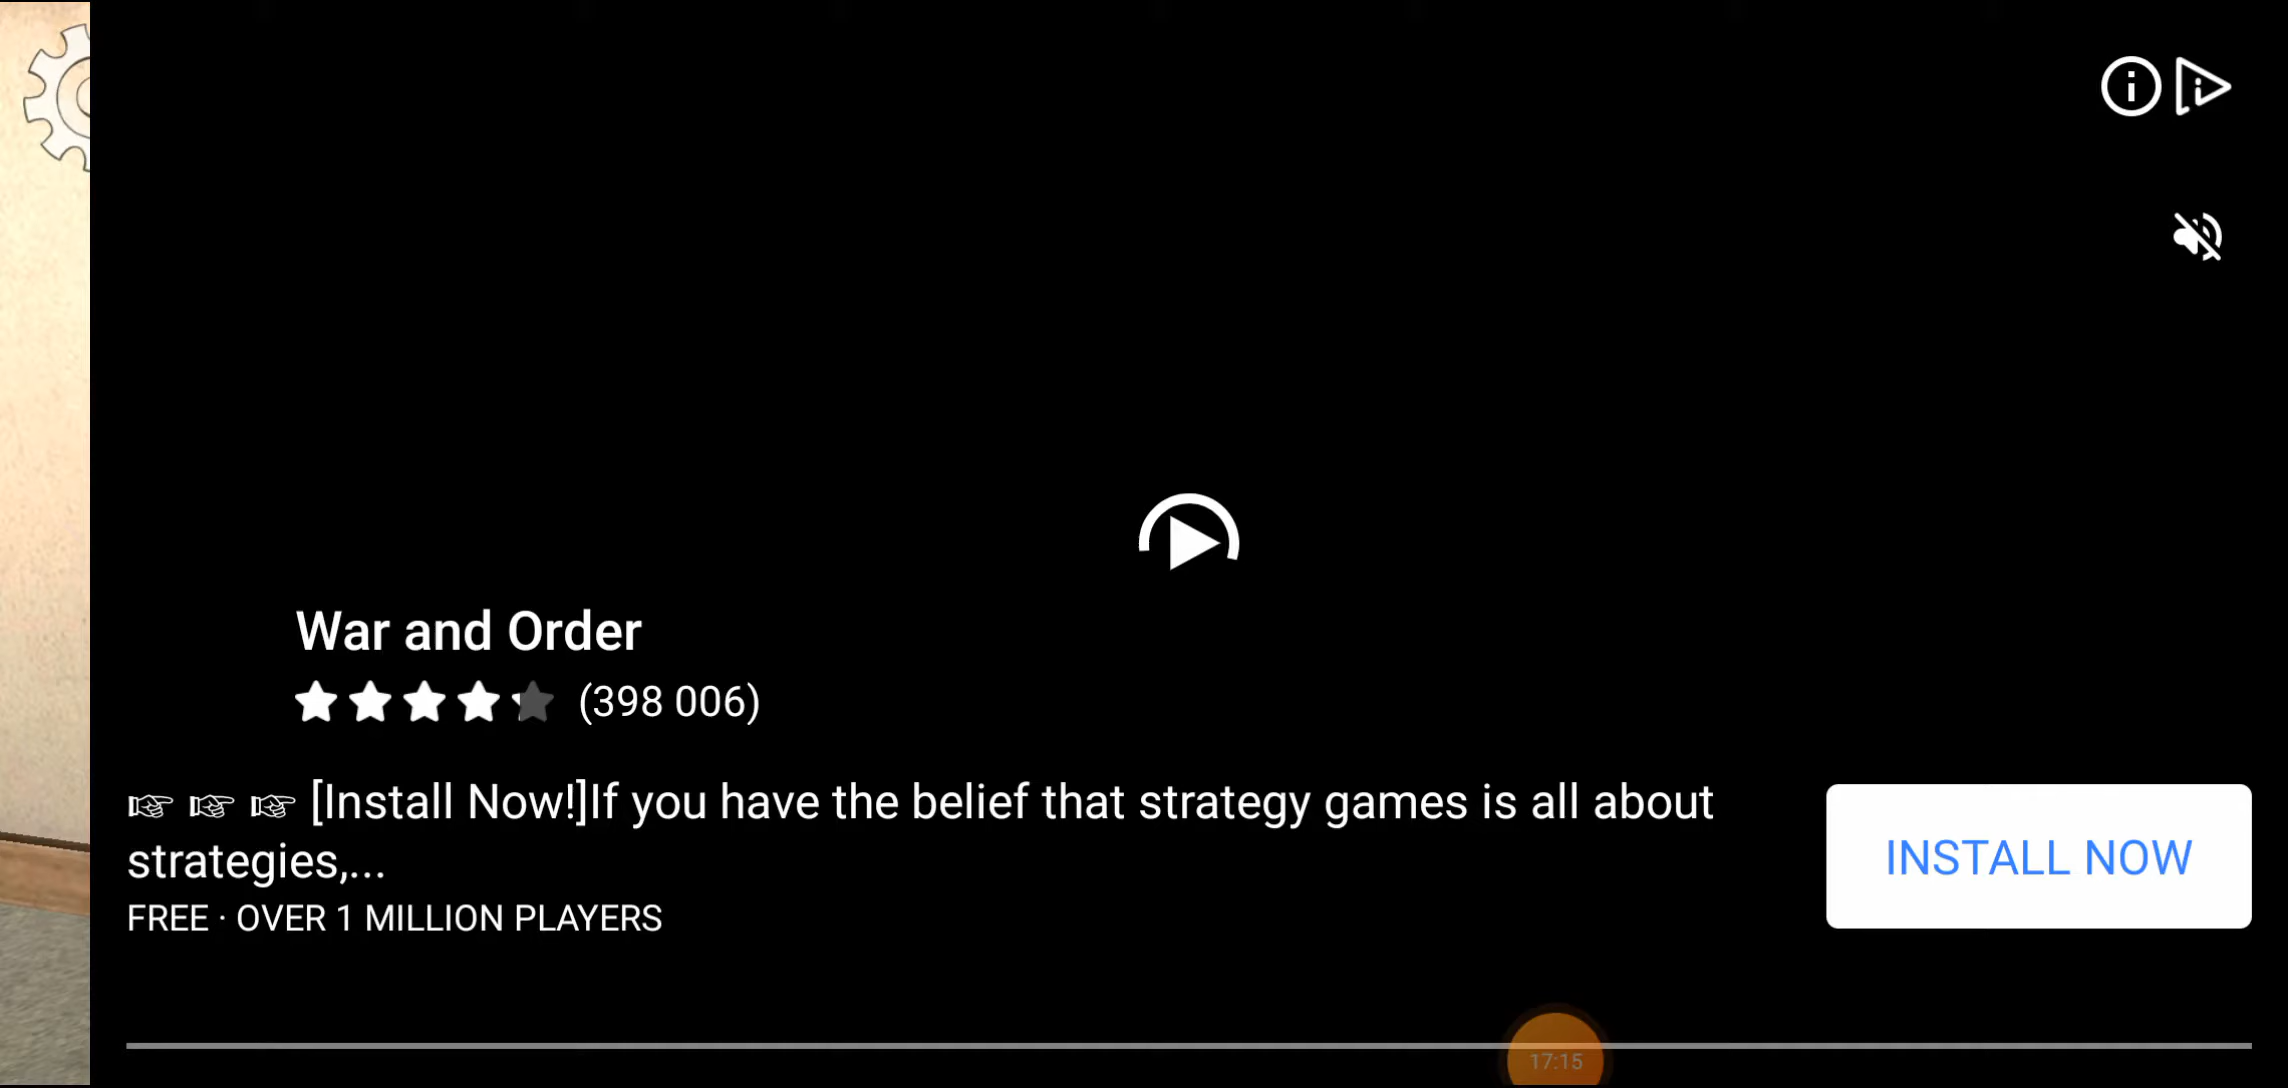 War and Order
(398 006)
☞ ☞ ☞ [Install Now!]If you have the belief that strategy games is all about
strategies,...
INSTALL NOW
FREE · OVER 1 MILLION PLAYERS
17:15